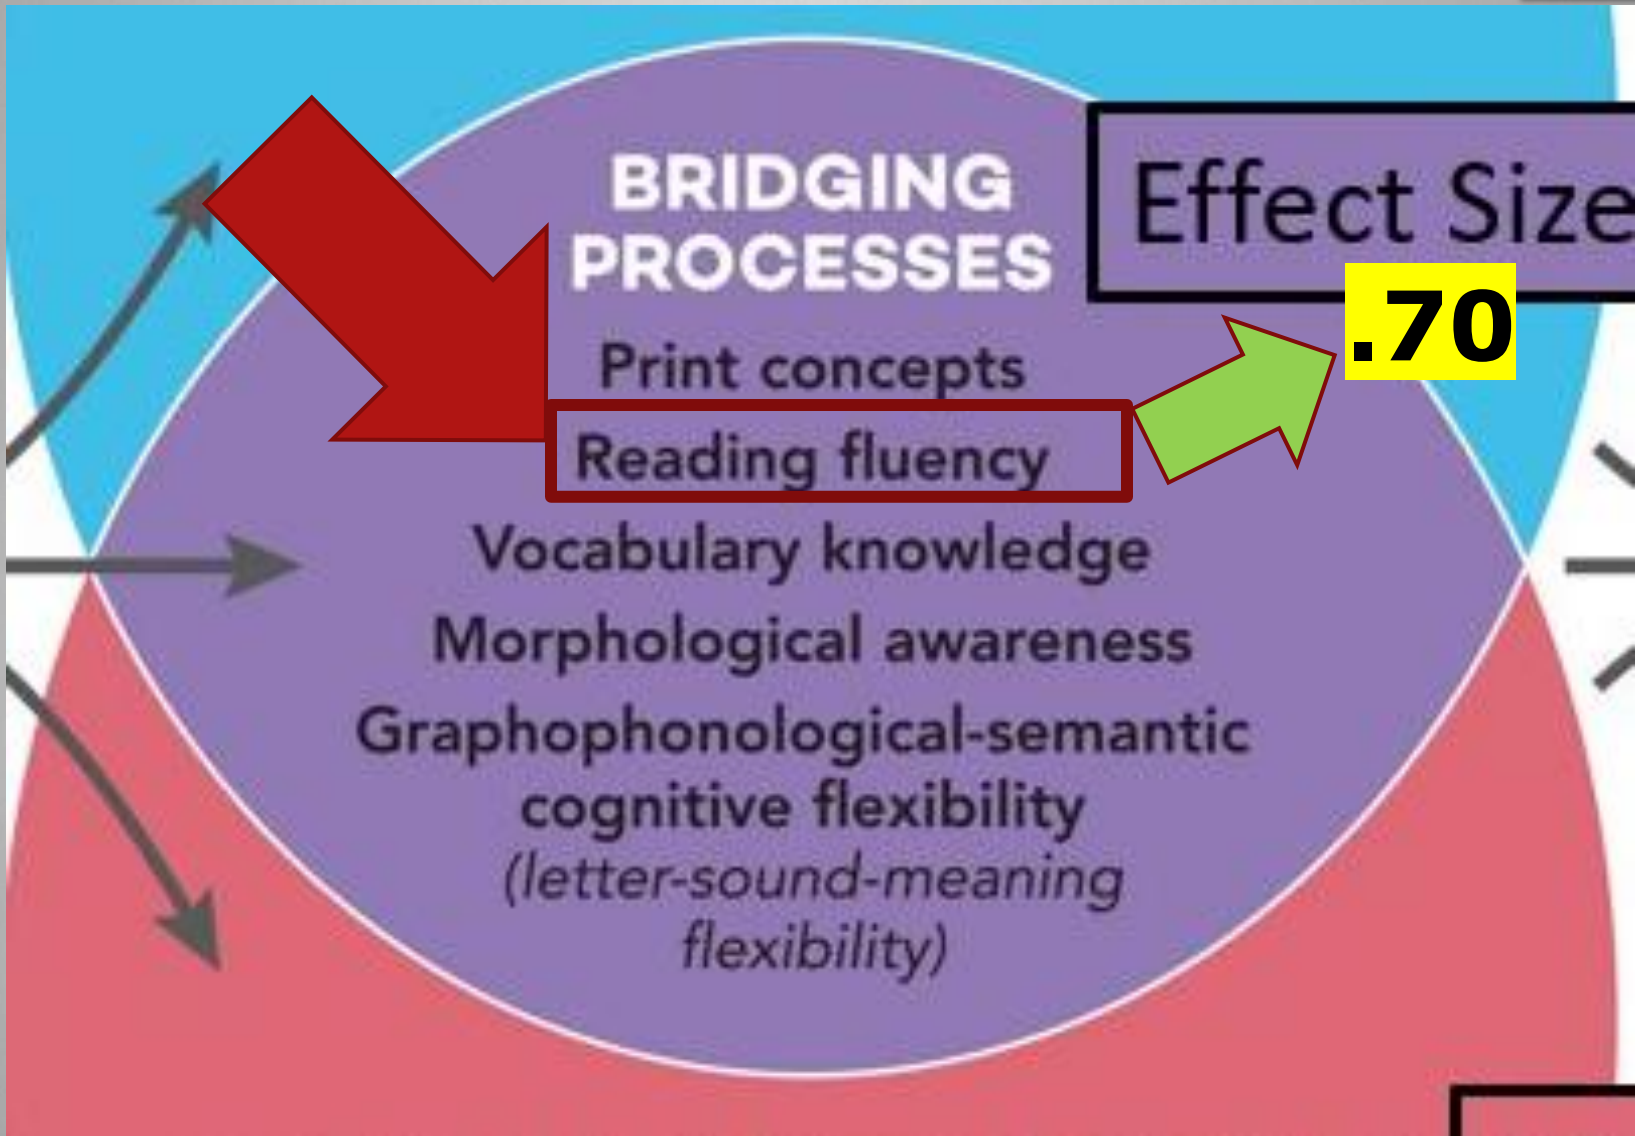 BRIDGING
PROCESSES
Effect Size
.70
Print concepts
Reading fluency
Vocabulary knowledge
Morphological awareness
Graphophonological-semantic
cognitive flexibility
(letter-sound-meaning
flexibility)